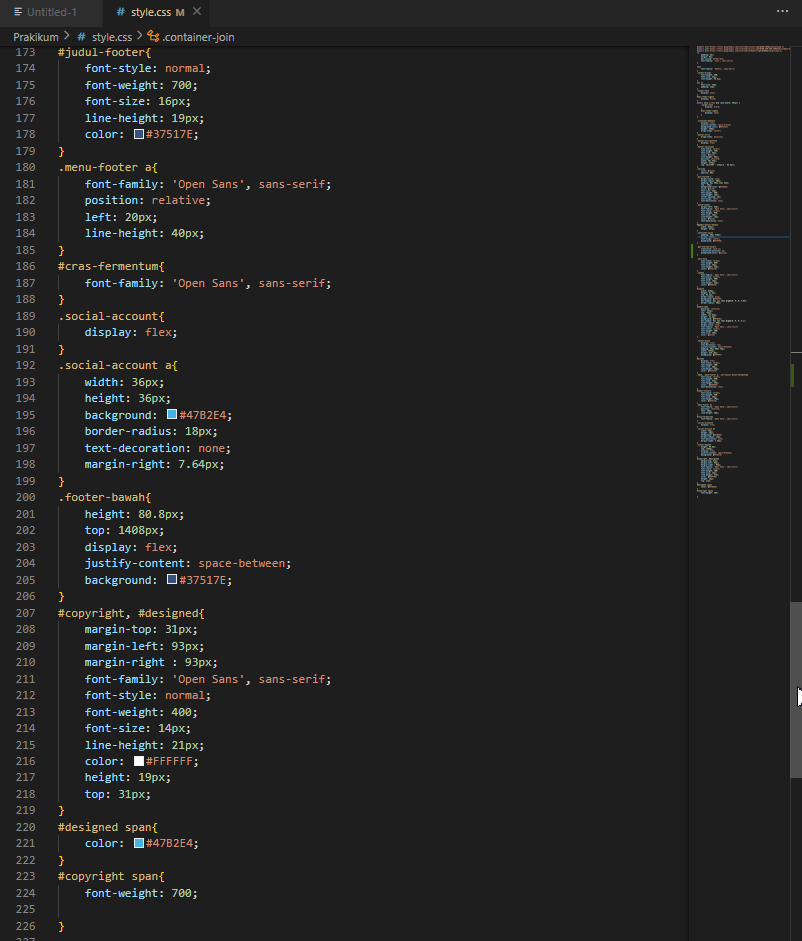 Untitled-1
# style.css M ×
Prakikum > # style.css > .container-join
173 #judul-footer{
174 font-style: normal;
175 font-weight: 700;
176 font-size: 16px;
177 line-height: 19px;
178 color: #37517E;
179 }
180 .menu-footer a{
181 font-family: 'Open Sans', sans-serif;
182 position: relative;
183 left: 20px;
184 line-height: 40px;
185 }
186 #cras-fermentum{
187 font-family: 'Open Sans', sans-serif;
188 }
189 .social-account{
190 display: flex;
191 }
192 .social-account a{
193 width: 36px;
194 height: 36px;
195 background: #47B2E4;
196 border-radius: 18px;
197 text-decoration: none;
198 margin-right: 7.64px;
199 }
200 .footer-bawah{
201 height: 80.8px;
202 top: 1408px;
203 display: flex;
204 justify-content: space-between;
205 background: #37517E;
206 }
207 #copyright, #designed{
208 margin-top: 31px;
209 margin-left: 93px;
210 margin-right : 93px;
211 font-family: 'Open Sans', sans-serif;
212 font-style: normal;
213 font-weight: 400;
214 font-size: 14px;
215 line-height: 21px;
216 color: #FFFFFF;
217 height: 19px;
218 top: 31px;
219 }
220 #designed span{
221 color: #47B2E4;
222 }
223 #copyright span{
224 font-weight: 700;
225
226 }